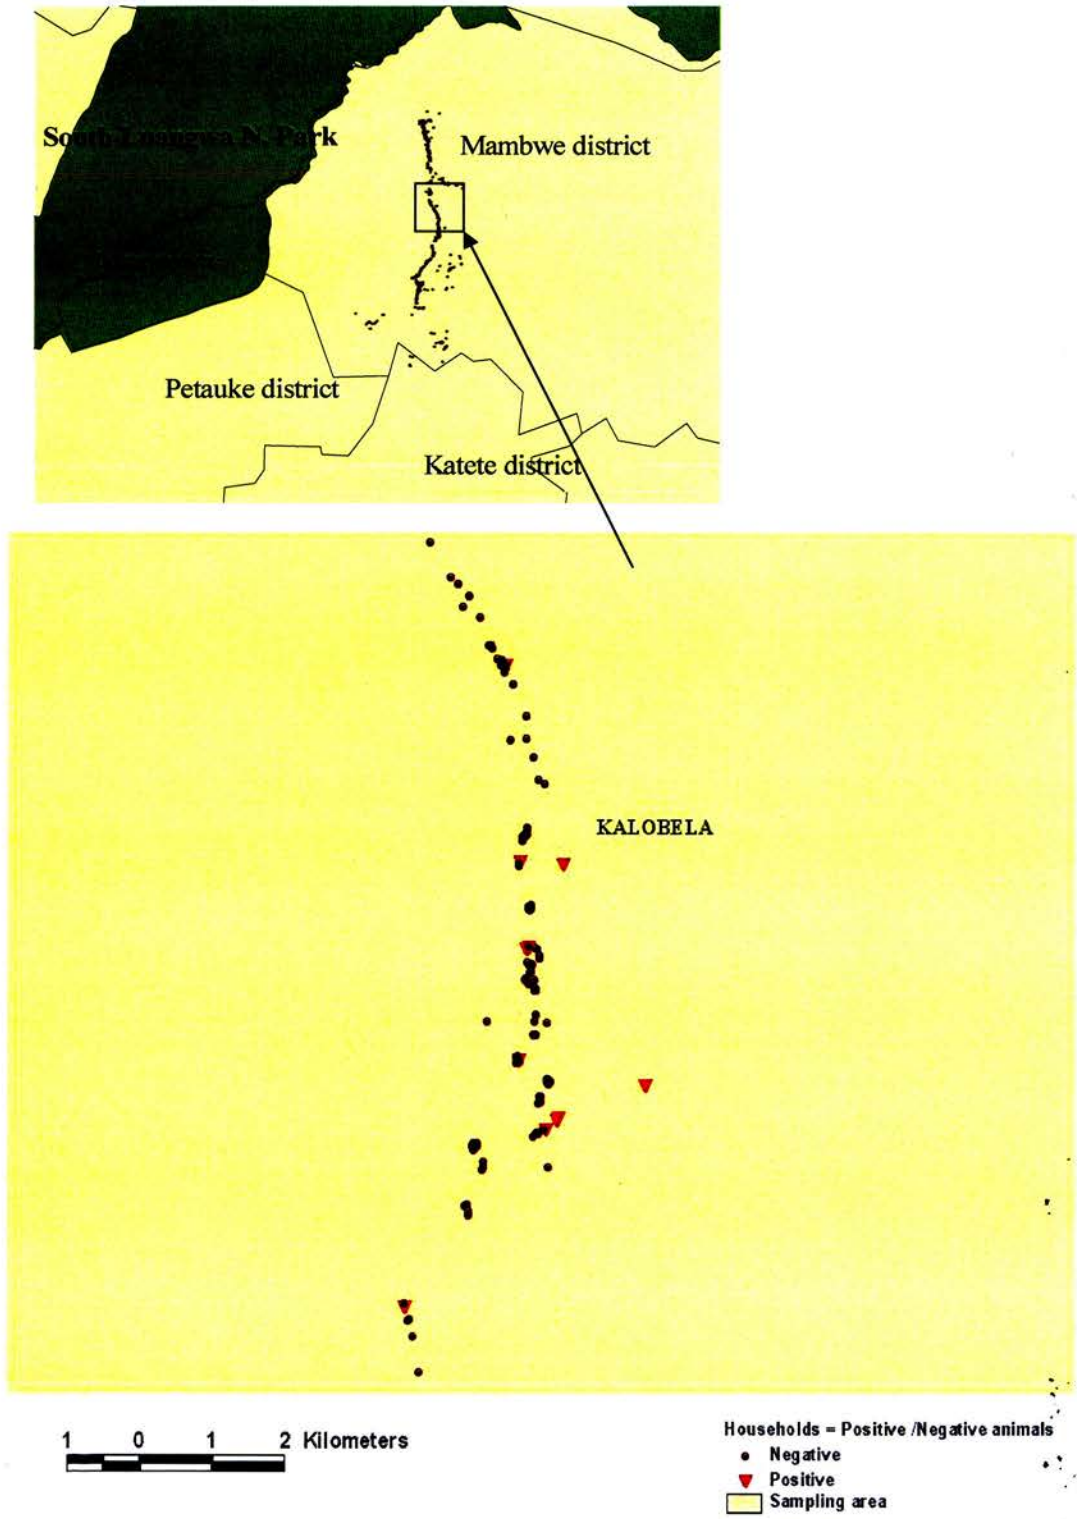 South Luangwa N. Park
Mambwe district
Petauke district
Katete district
KALOBELA
1 0 1 2 Kilometers
Households = Positive /Negative animals
Negative
Positive
Sampling area